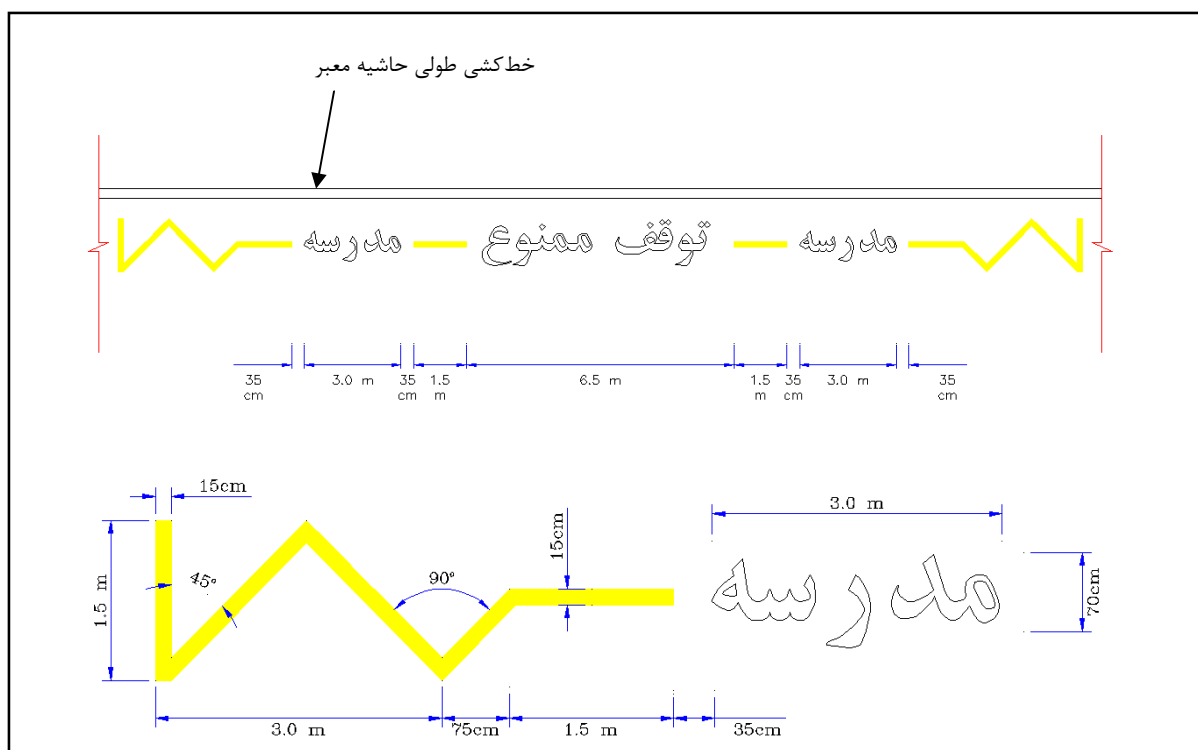 خط‌کشی طولی حاشیه معبر
مدرسه توقف ممنوع مدرسه
35 cm 3.0 m 35 cm 1.5 m 6.5 m 1.5 m 35 cm 3.0 m 35 cm
15cm
3.0 m
15cm
1.5 m
45°
90°
مدرسه
70cm
3.0 m
75cm
1.5 m
35cm